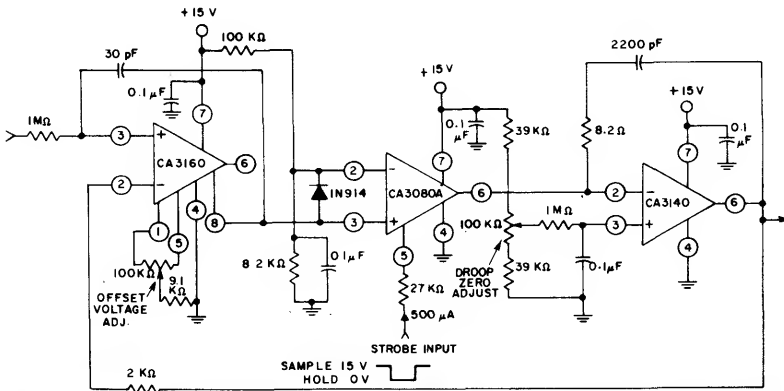 +15 V
100 KΩ
30 pF
0.1 µF
1MΩ
3
+
7
CA3160
6
2
−
1
5
4
8
100KΩ
9.1 KΩ
OFFSET
VOLTAGE
ADJ.
2 KΩ
1N914
8.2 KΩ
0.1µF
2
−
3
+
CA3080A
+15 V
7
0.1 µF
6
4
5
27 KΩ
500 µA
STROBE INPUT
SAMPLE 15 V
HOLD 0V
39 KΩ
100 KΩ
DROOP
ZERO
ADJUST
39 KΩ
1MΩ
0.1µF
2200 pF
8.2Ω
+15 V
0.1 µF
7
2
−
3
+
CA3140
6
4